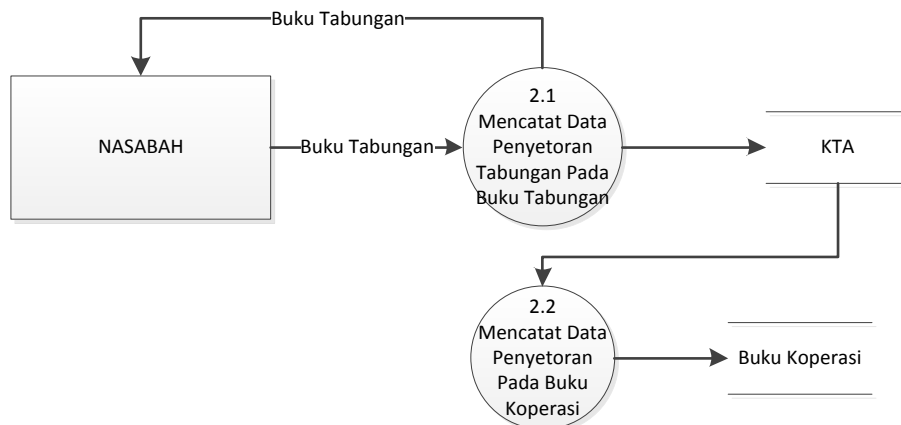 Buku Tabungan
NASABAH
Buku Tabungan
2.1
Mencatat Data
Penyetoran
Tabungan Pada
Buku Tabungan
KTA
2.2
Mencatat Data
Penyetoran
Pada Buku
Koperasi
Buku Koperasi